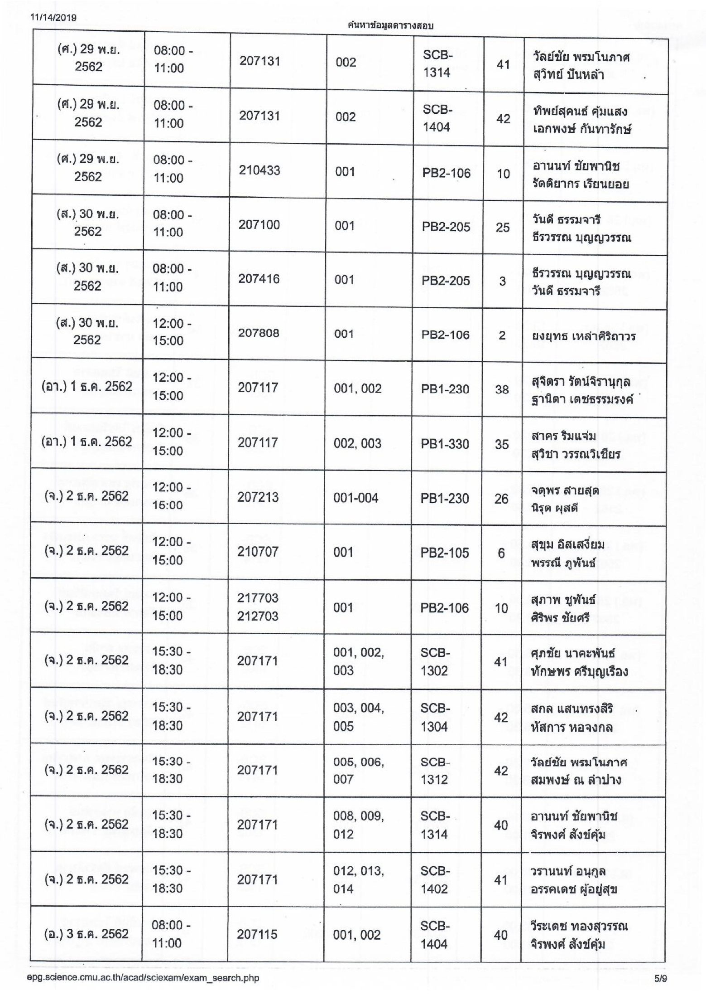 11/14/2019
ค้นหาข้อมูลตารางสอบ
(ศ.) 29 พ.ย. 08:00 - 207131 002 SCB- 41 วัลย์ชัย พรมโนภาศ
2562 11:00 1314 สุวิทย์ ปันหล้า
(ศ.) 29 พ.ย. 08:00 - 207131 002 SCB- 42 ทิพย์สุคนธ์ คุ้มแสง
2562 11:00 1404 เอกพงษ์ กันทารักษ์
(ศ.) 29 พ.ย. 08:00 - 210433 001 PB2-106 10 อานนท์ ชัยพานิช
2562 11:00 รัตติยากร เรียนยอย
(ส.) 30 พ.ย. 08:00 - 207100 001 PB2-205 25 วันดี ธรรมจารี
2562 11:00 ธีรวรรณ บุญญวรรณ
(ส.) 30 พ.ย. 08:00 - 207416 001 PB2-205 3 ธีรวรรณ บุญญวรรณ
2562 11:00 วันดี ธรรมจารี
(ส.) 30 พ.ย. 12:00 - 207808 001 PB2-106 2 ยงยุทธ เหล่าศิริถาวร
2562 15:00
(อา.) 1 ธ.ค. 2562 12:00 - 207117 001, 002 PB1-230 38 สุจิตรา รัตน์จิรานุกุล
15:00 ฐานิตา เดชธรรมรงค์
(อา.) 1 ธ.ค. 2562 12:00 - 207117 002, 003 PB1-330 35 สาคร ริมแจ่ม
15:00 สุวิชา วรรณวิเชียร
(จ.) 2 ธ.ค. 2562 12:00 - 207213 001-004 PB1-230 26 จตุพร สายสุด
15:00 นิรุต ผุสดี
(จ.) 2 ธ.ค. 2562 12:00 - 210707 001 PB2-105 6 สุขุม อิสเสงี่ยม
15:00 พรรณี ภูพันธ์
(จ.) 2 ธ.ค. 2562 12:00 - 217703 001 PB2-106 10 สุภาพ ชูพันธ์
15:00 212703 ศิริพร ชัยศรี
(จ.) 2 ธ.ค. 2562 15:30 - 207171 001, 002, SCB- 41 ศุภชัย นาคะพันธ์
18:30 003 1302 ทักษพร ศรีบุญเรือง
(จ.) 2 ธ.ค. 2562 15:30 - 207171 003, 004, SCB- 42 สกล แสนทรงสิริ
18:30 005 1304 หัสการ หอจงกล
(จ.) 2 ธ.ค. 2562 15:30 - 207171 005, 006, SCB- 42 วัลย์ชัย พรมโนภาศ
18:30 007 1312 สมพงษ์ ณ ลำปาง
(จ.) 2 ธ.ค. 2562 15:30 - 207171 008, 009, SCB- 40 อานนท์ ชัยพานิช
18:30 012 1314 จิรพงศ์ สังข์คุ้ม
(จ.) 2 ธ.ค. 2562 15:30 - 207171 012, 013, SCB- 41 วรานนท์ อนุกูล
18:30 014 1402 อรรคเดช ผู้อยู่สุข
(อ.) 3 ธ.ค. 2562 08:00 - 207115 001, 002 SCB- 40 วีระเดช ทองสุวรรณ
11:00 1404 จิรพงศ์ สังข์คุ้ม
epg.science.cmu.ac.th/acad/sciexam/exam_search.php 5/9